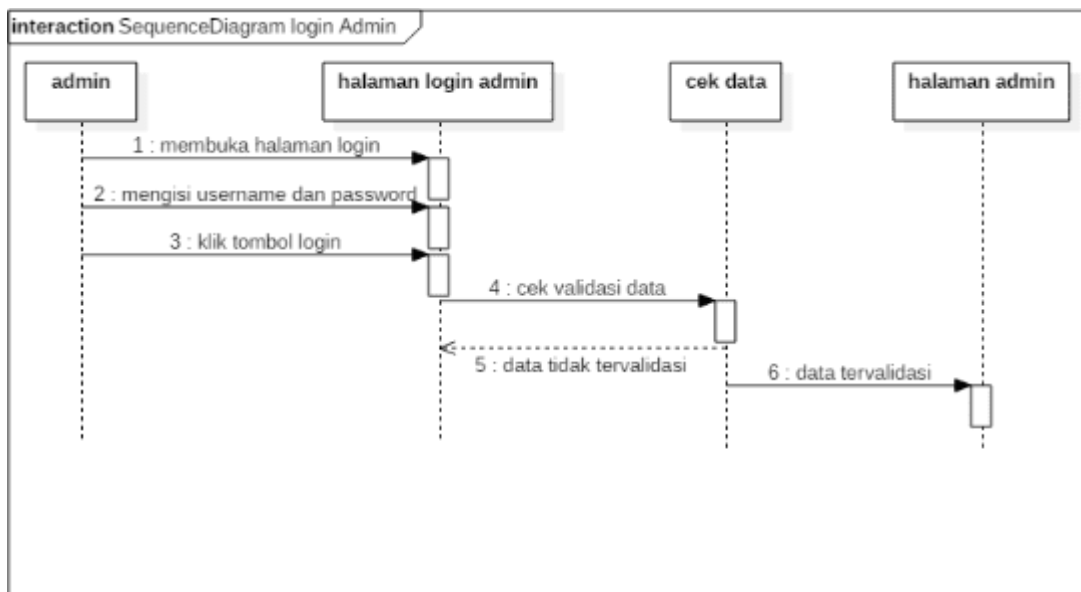 interaction SequenceDiagram login Admin
admin
halaman login admin
cek data
halaman admin
1 : membuka halaman login
2 : mengisi username dan password
3 : klik tombol login
4 : cek validasi data
5 : data tidak tervalidasi
6 : data tervalidasi